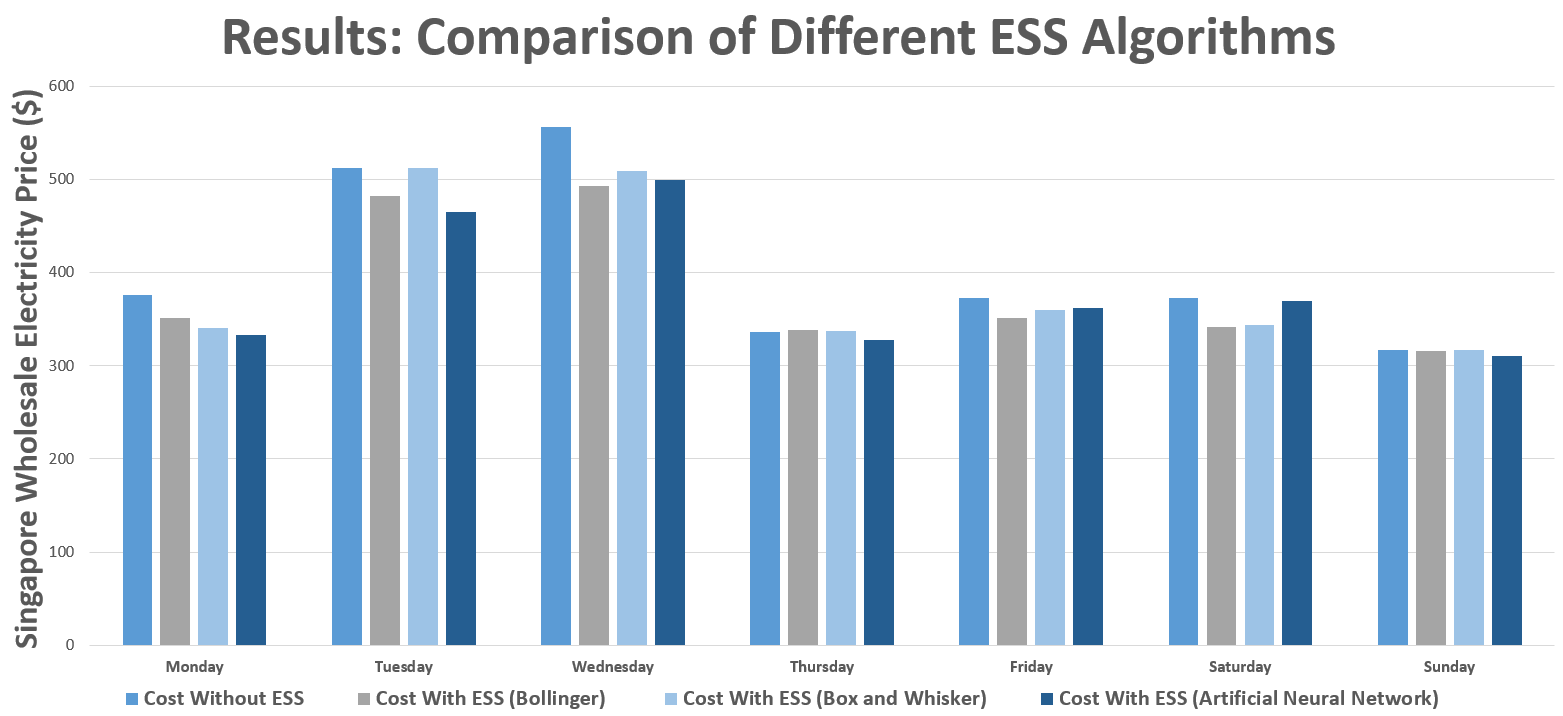 Results: Comparison of Different ESS Algorithms
Singapore Wholesale Electricity Price ($)
600
500
400
300
200
100
0
Monday Tuesday Wednesday Thursday Friday Saturday Sunday
Cost Without ESS Cost With ESS (Bollinger) Cost With ESS (Box and Whisker) Cost With ESS (Artificial Neural Network)